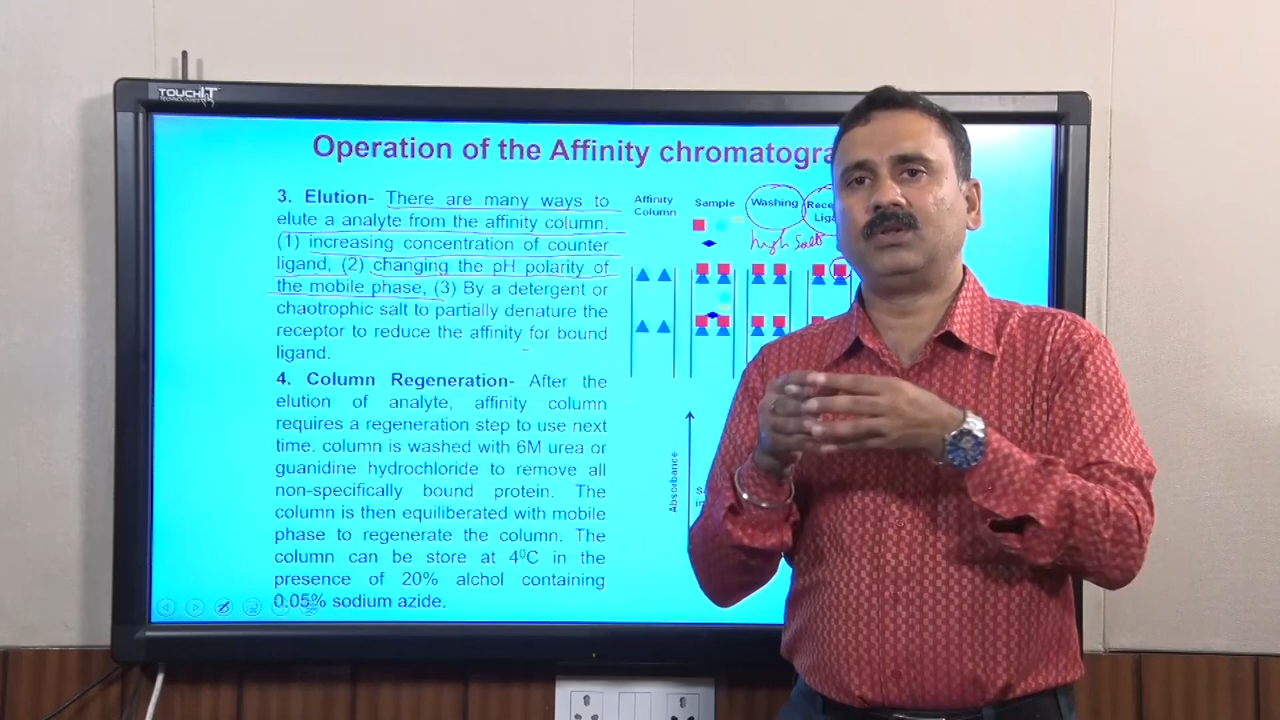 TOUCHIT
TECHNOLOGIES
Operation of the Affinity chromatogra
3. Elution- There are many ways to
elute a analyte from the affinity column.
(1) increasing concentration of counter
ligand, (2) changing the pH polarity of
the mobile phase, (3) By a detergent or
chaotrophic salt to partially denature the
receptor to reduce the affinity for bound
ligand.
4. Column Regeneration- After the
elution of analyte, affinity column
requires a regeneration step to use next
time. column is washed with 6M urea or
guanidine hydrochloride to remove all
non-specifically bound protein. The
column is then equiliberated with mobile
phase to regenerate the column. The
column can be store at 4⁰C in the
presence of 20% alchol containing
0.05% sodium azide.
Affinity
Column
Sample
Washing
Rece
Liga
high Salt
Absorbance